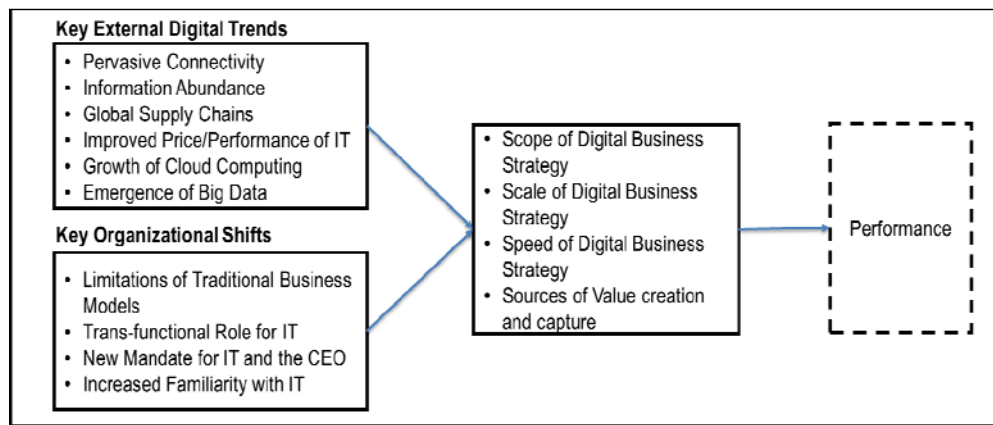 Key External Digital Trends
• Pervasive Connectivity
• Information Abundance
• Global Supply Chains
• Improved Price/Performance of IT
• Growth of Cloud Computing
• Emergence of Big Data
Key Organizational Shifts
• Limitations of Traditional Business
Models
• Trans-functional Role for IT
• New Mandate for IT and the CEO
• Increased Familiarity with IT
• Scope of Digital Business
Strategy
• Scale of Digital Business
Strategy
• Speed of Digital Business
Strategy
• Sources of Value creation
and capture
Performance